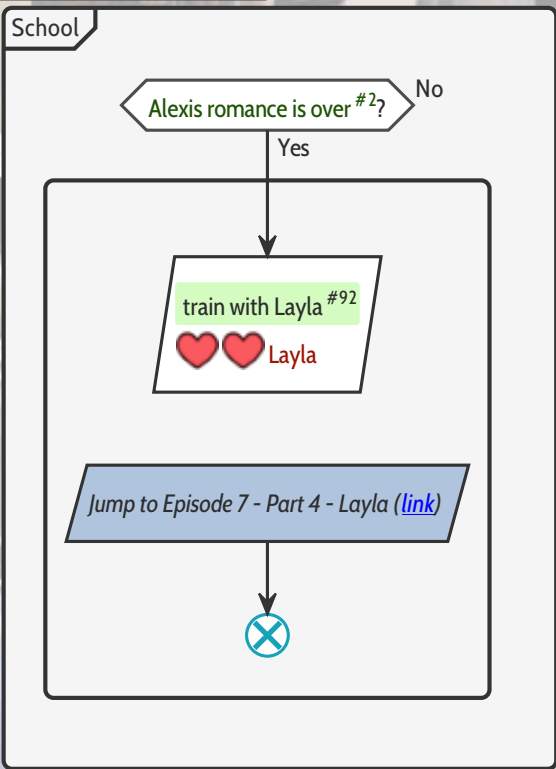 School
Alexis romance is over #2?
No
Yes
train with Layla #92
Layla
Jump to Episode 7 - Part 4 - Layla (link)